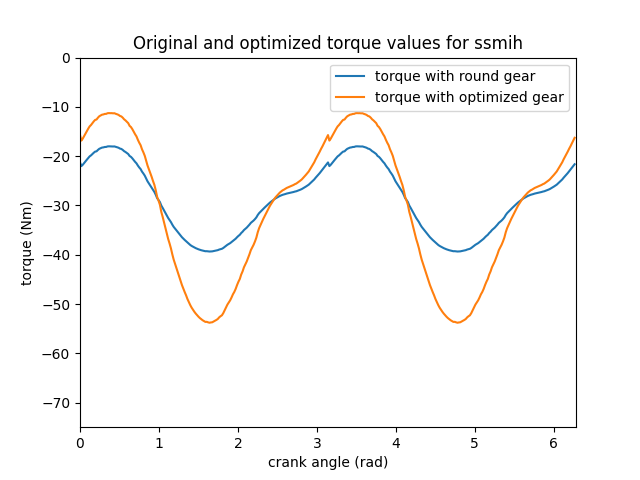 Original and optimized torque values for ssmih
torque with round gear
torque with optimized gear
torque (Nm)
0
−10
−20
−30
−40
−50
−60
−70
0 1 2 3 4 5 6
crank angle (rad)